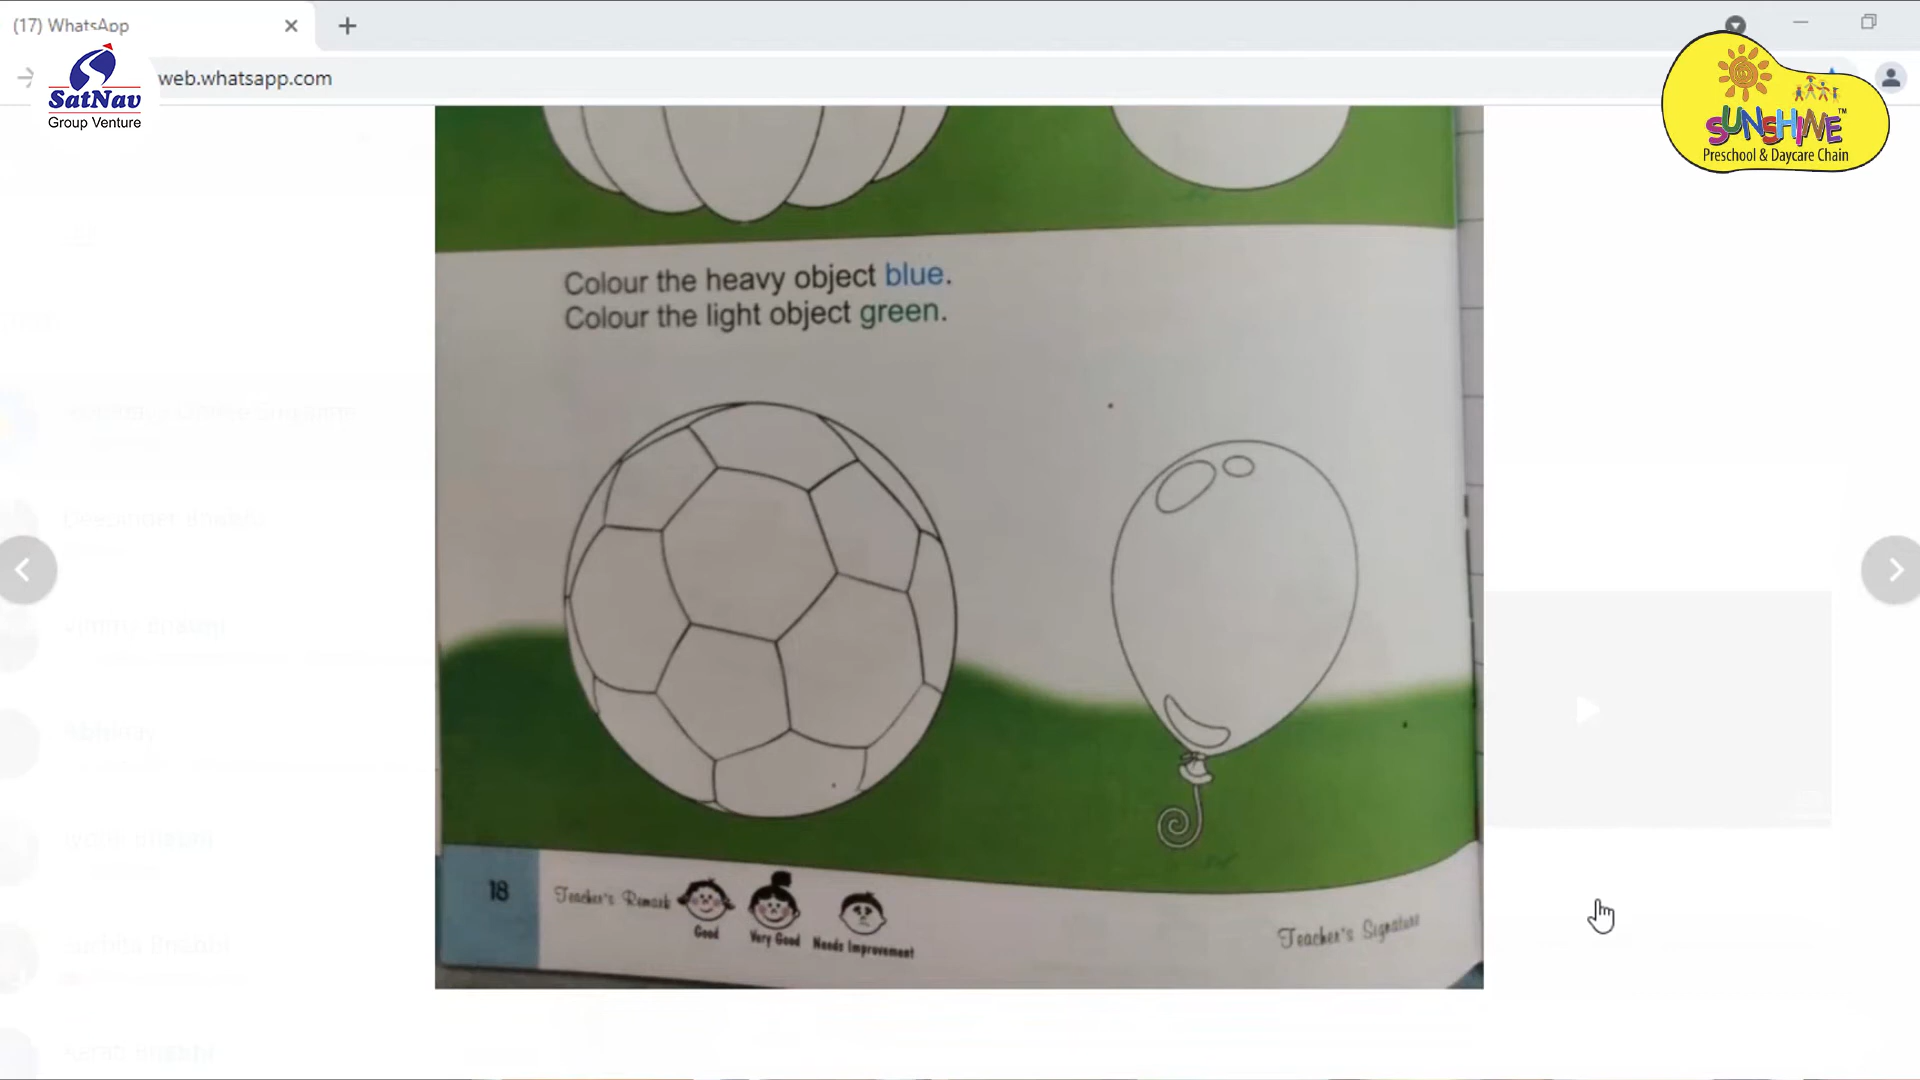 (17) WhatsApp
web.whatsapp.com
SatNav
Group Venture
SUNSHINE™
Preschool & Daycare Chain
Colour the heavy object blue.
Colour the light object green.
18
Teacher's Remark
Good
Very Good
Needs Improvement
Teacher's Signature